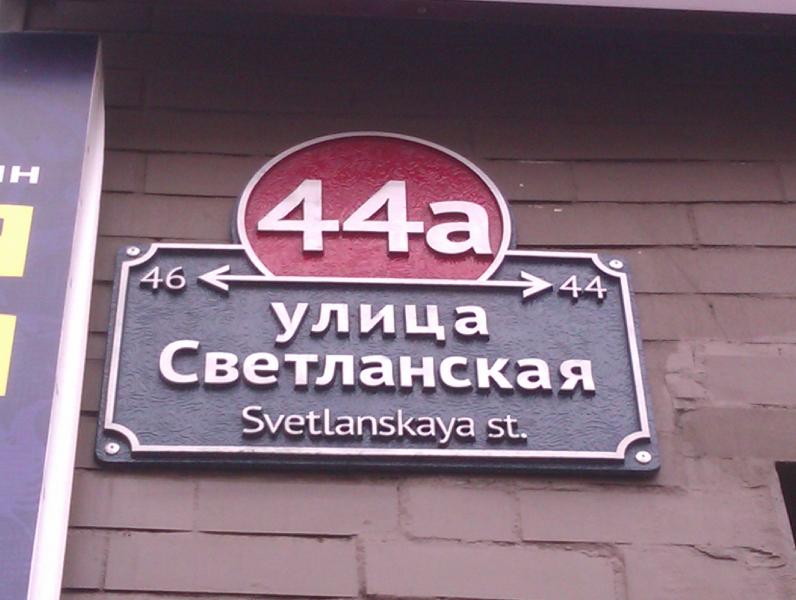 44а
46 44
улица
Светланская
Svetlanskaya st.